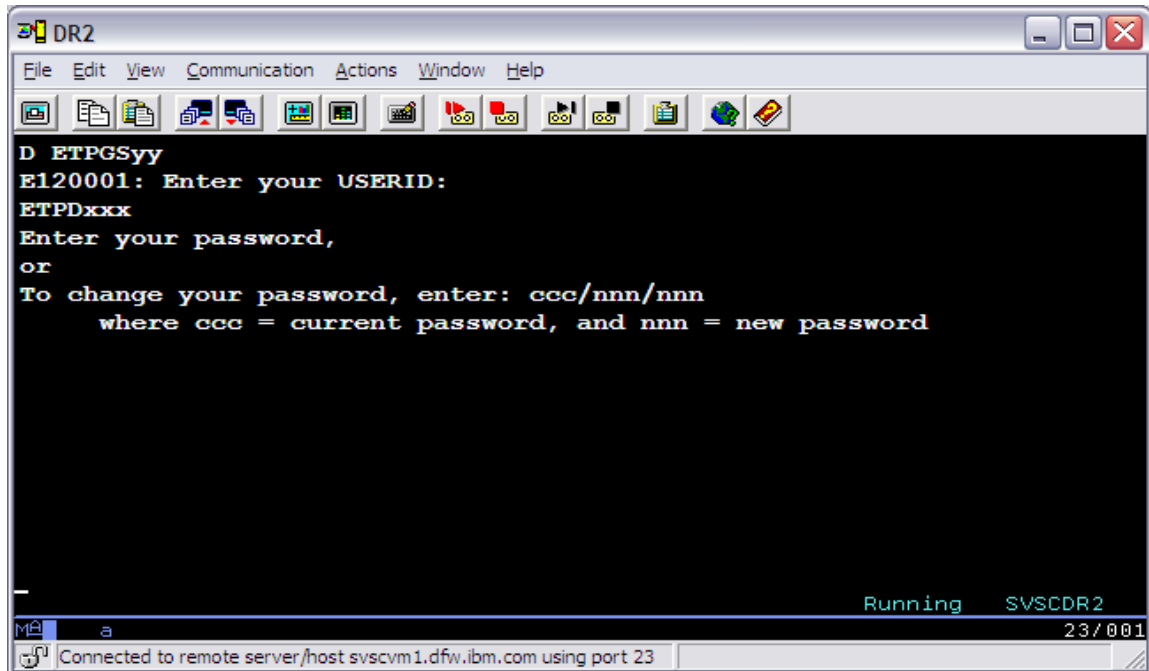 DR2
File Edit View Communication Actions Window Help
D ETPGSyy
E120001: Enter your USERID:
ETPDxxx
Enter your password,
or
To change your password, enter: ccc/nnn/nnn
where ccc = current password, and nnn = new password
Running SVSCDR2
MA a 23/001
Connected to remote server/host svscvm1.dfw.ibm.com using port 23